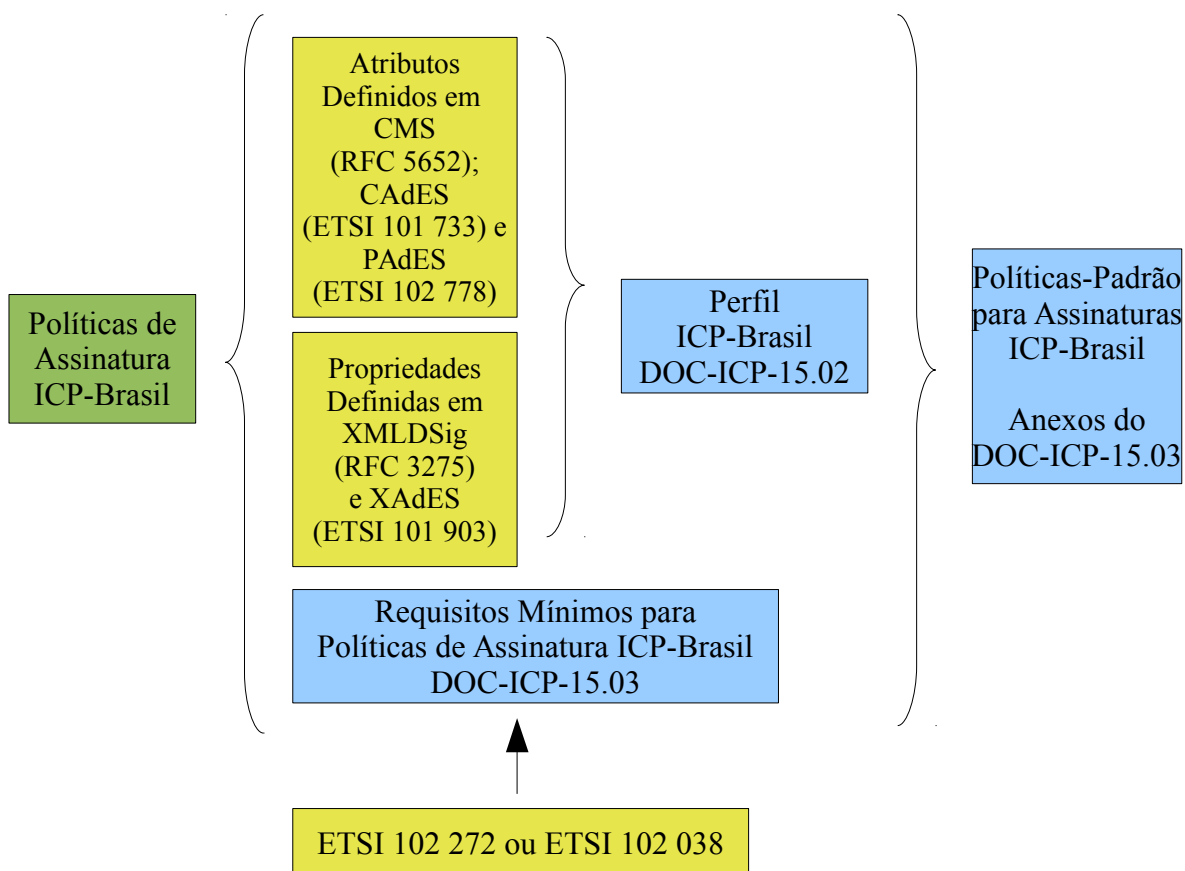 Políticas de
Assinatura
ICP-Brasil
Atributos
Definidos em
CMS
(RFC 5652);
CAdES
(ETSI 101 733) e
PAdES
(ETSI 102 778)
Propriedades
Definidas em
XMLDSig
(RFC 3275)
e XAdES
(ETSI 101 903)
Perfil
ICP-Brasil
DOC-ICP-15.02
Requisitos Mínimos para
Políticas de Assinatura ICP-Brasil
DOC-ICP-15.03
ETSI 102 272 ou ETSI 102 038
Políticas-Padrão
para Assinaturas
ICP-Brasil
Anexos do
DOC-ICP-15.03